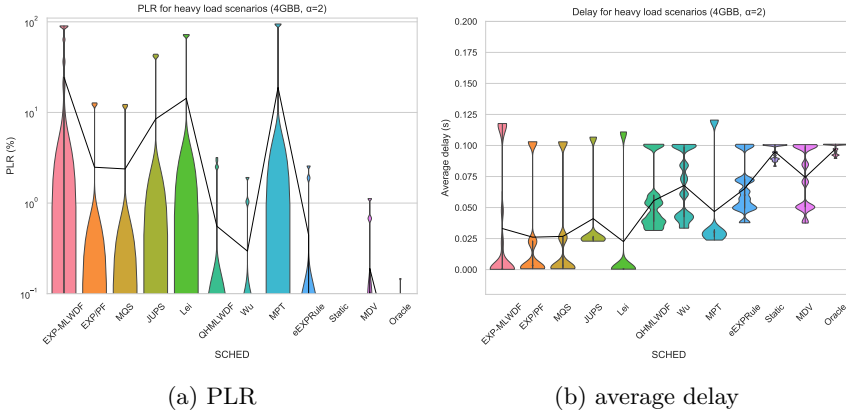 PLR for heavy load scenarios (4GBB, α=2)
10²
10¹
10⁰
10⁻¹
PLR (%)
EXP-MLWDF
EXP/PF
MQS
JUPS
Lei
QHMLWDF
Wu
MPT
eEXPRule
Static
MDV
Oracle
SCHED
(a) PLR
Delay for heavy load scenarios (4GBB, α=2)
0.200
0.175
0.150
0.125
0.100
0.075
0.050
0.025
0.000
Average delay (s)
EXP-MLWDF
EXP/PF
MQS
JUPS
Lei
QHMLWDF
Wu
MPT
eEXPRule
Static
MDV
Oracle
SCHED
(b) average delay